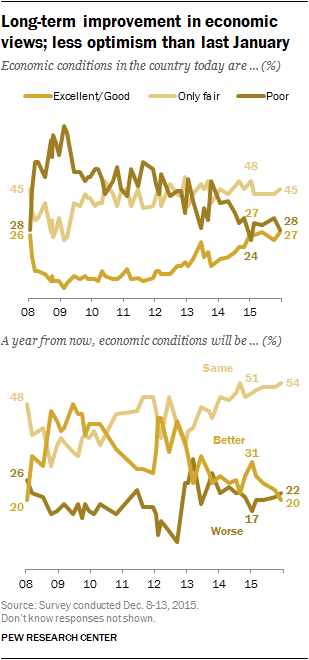 Long-term improvement in economic
views; less optimism than last January
Economic conditions in the country today are ... (%)
Excellent/Good Only fair Poor
48
45 45
27
28 28
26 27
24
08 09 10 11 12 13 14 15
A year from now, economic conditions will be ... (%)
Same
51 54
48
Better
31
26
22
20 20
17
Worse
08 09 10 11 12 13 14 15
Source: Survey conducted Dec. 8-13, 2015.
Don't know responses not shown.
PEW RESEARCH CENTER